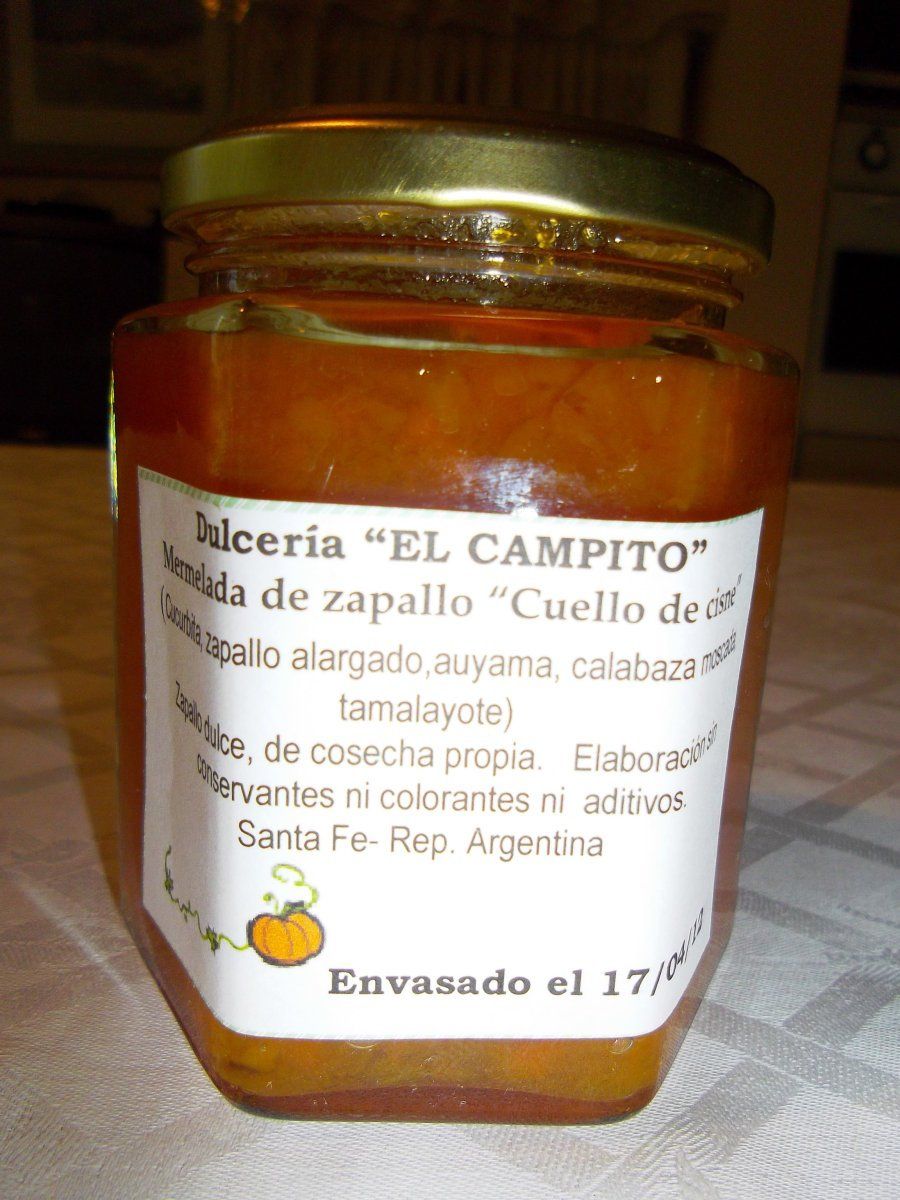 Dulcería “EL CAMPITO”
Mermelada de zapallo “Cuello de cisne”
(Cucurbita, zapallo alargado,auyama, calabaza moscada,
tamalayote)
Zapallo dulce, de cosecha propia. Elaboración sin
conservantes ni colorantes ni aditivos.
Santa Fe- Rep. Argentina
Envasado el 17/04/12